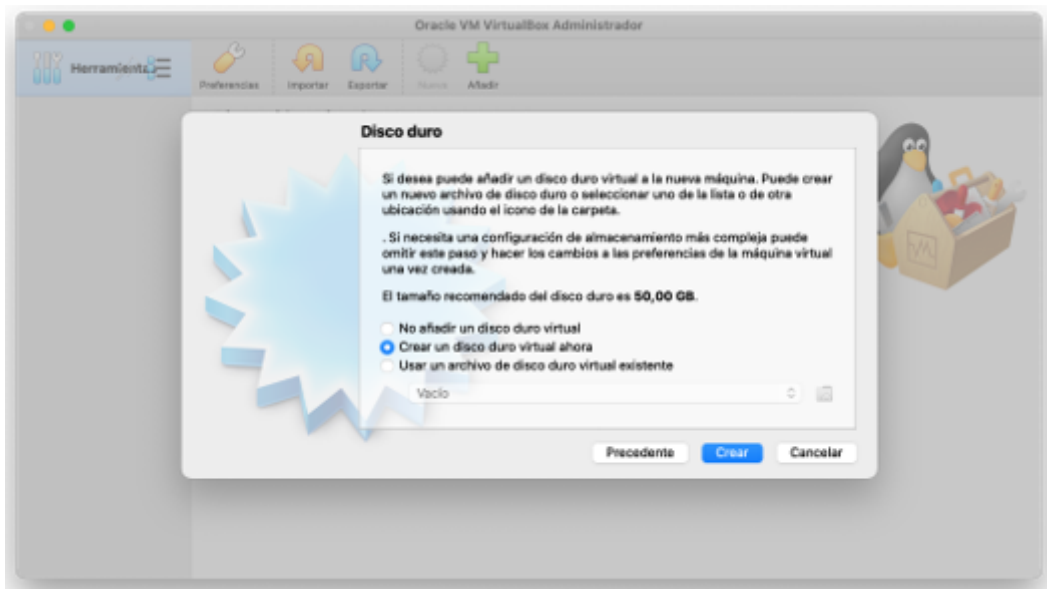 Oracle VM VirtualBox Administrador
Herramientas
Preferencias
Importar
Exportar
Nueva
Añadir
Disco duro
Si desea puede añadir un disco duro virtual a la nueva máquina. Puede crear
un nuevo archivo de disco duro o seleccionar uno de la lista o de otra
ubicación usando el icono de la carpeta.
. Si necesita una configuración de almacenamiento más compleja puede
omitir este paso y hacer los cambios a las preferencias de la máquina virtual
una vez creada.
El tamaño recomendado del disco duro es 50,00 GB.
No añadir un disco duro virtual
Crear un disco duro virtual ahora
Usar un archivo de disco duro virtual existente
Vacío
Precedente
Crear
Cancelar